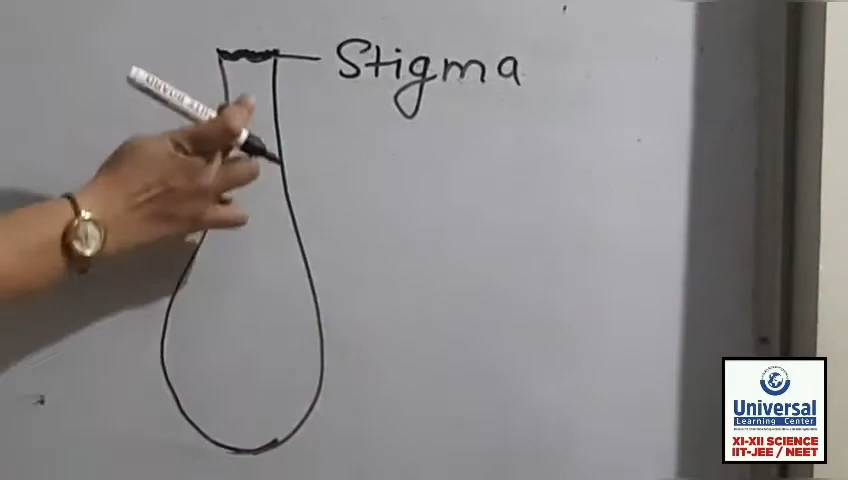 Stigma
Universal
Learning Center
XI-XII SCIENCE
IIT-JEE / NEET